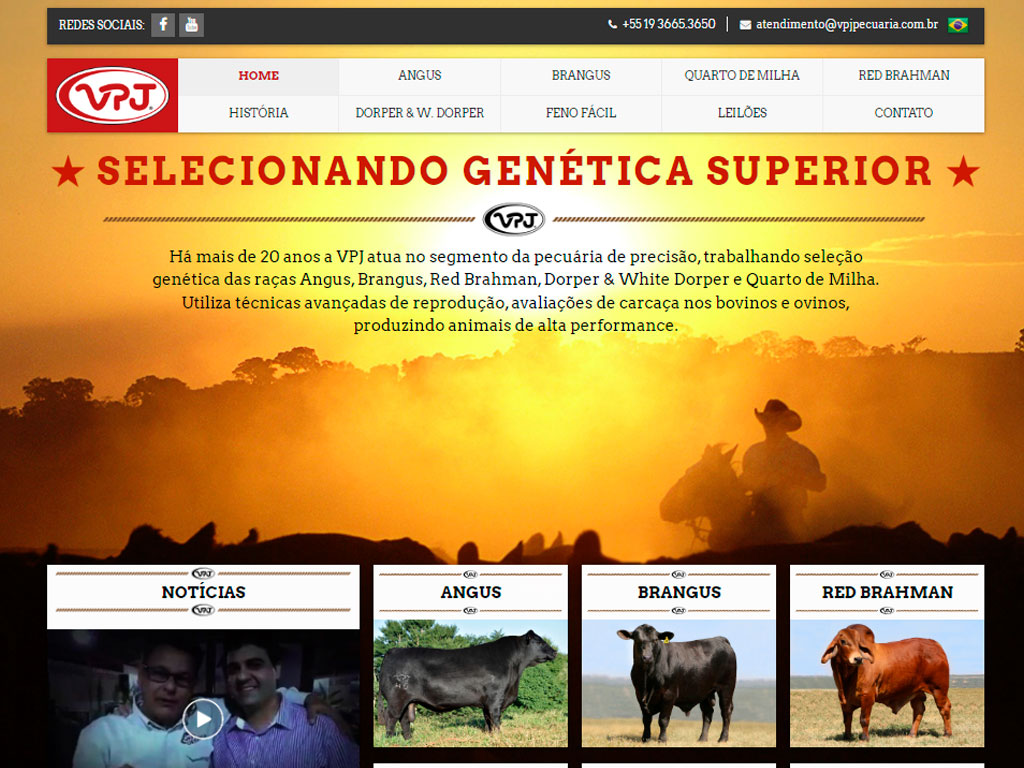 REDES SOCIAIS:
+55 19 3665.3650
atendimento@vpjpecuaria.com.br
VPJ
HOME
ANGUS
BRANGUS
QUARTO DE MILHA
RED BRAHMAN
HISTÓRIA
DORPER & W. DORPER
FENO FÁCIL
LEILÕES
CONTATO
★ SELECIONANDO GENÉTICA SUPERIOR ★
VPJ
Há mais de 20 anos a VPJ atua no segmento da pecuária de precisão, trabalhando seleção
genética das raças Angus, Brangus, Red Brahman, Dorper & White Dorper e Quarto de Milha.
Utiliza técnicas avançadas de reprodução, avaliações de carcaça nos bovinos e ovinos,
produzindo animais de alta performance.
VPJ
NOTÍCIAS
VPJ
VPJ
ANGUS
VPJ
VPJ
BRANGUS
VPJ
VPJ
RED BRAHMAN
VPJ